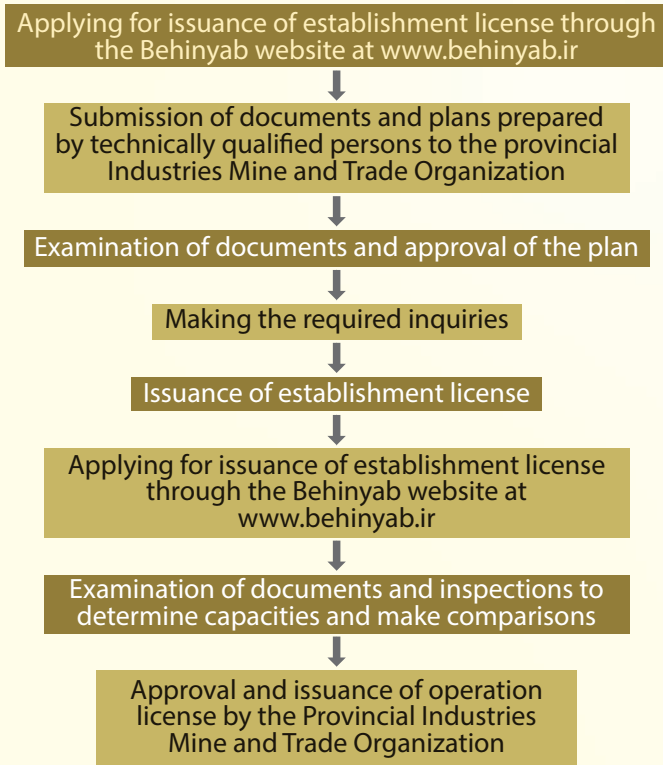 Applying for issuance of establishment license through
the Behinyab website at www.behinyab.ir
Submission of documents and plans prepared
by technically qualified persons to the provincial
Industries Mine and Trade Organization
Examination of documents and approval of the plan
Making the required inquiries
Issuance of establishment license
Applying for issuance of establishment license
through the Behinyab website at
www.behinyab.ir
Examination of documents and inspections to
determine capacities and make comparisons
Approval and issuance of operation
license by the Provincial Industries
Mine and Trade Organization